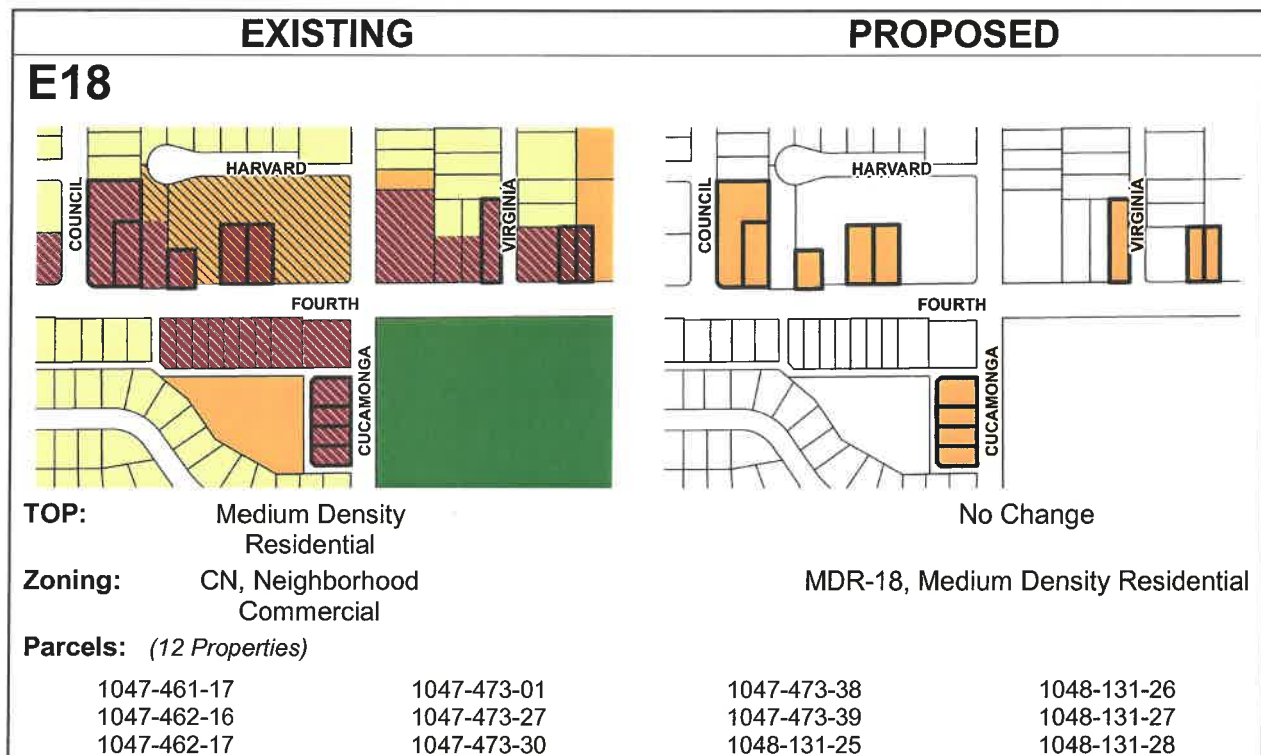 EXISTING
PROPOSED
E18
HARVARD
COUNCIL
VIRGINIA
FOURTH
CUCAMONGA
HARVARD
COUNCIL
VIRGINIA
FOURTH
CUCAMONGA
TOP: Medium Density
Residential
No Change
Zoning: CN, Neighborhood
Commercial
MDR-18, Medium Density Residential
Parcels: (12 Properties)
1047-461-17 1047-473-01 1047-473-38 1048-131-26
1047-462-16 1047-473-27 1047-473-39 1048-131-27
1047-462-17 1047-473-30 1048-131-25 1048-131-28